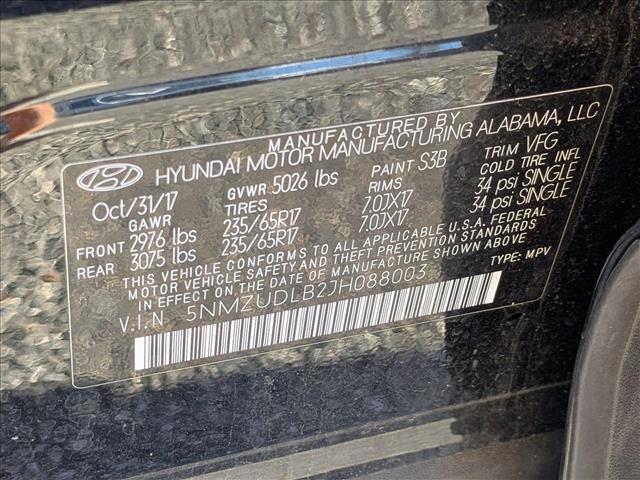 MANUFACTURED BY
HYUNDAI MOTOR MANUFACTURING ALABAMA, LLC
Oct/31/17 GVWR 5026 lbs PAINT S3B TRIM VFG
GAWR TIRES RIMS COLD TIRE INFL
FRONT 2976 lbs 235/65R17 7.0JX17 34 psi SINGLE
REAR 3075 lbs 235/65R17 7.0JX17 34 psi SINGLE
THIS VEHICLE CONFORMS TO ALL APPLICABLE U.S.A. FEDERAL
MOTOR VEHICLE SAFETY AND THEFT PREVENTION STANDARDS
IN EFFECT ON THE DATE OF MANUFACTURE SHOWN ABOVE.
V.I.N 5NMZUDLB2JH088003 TYPE: MPV